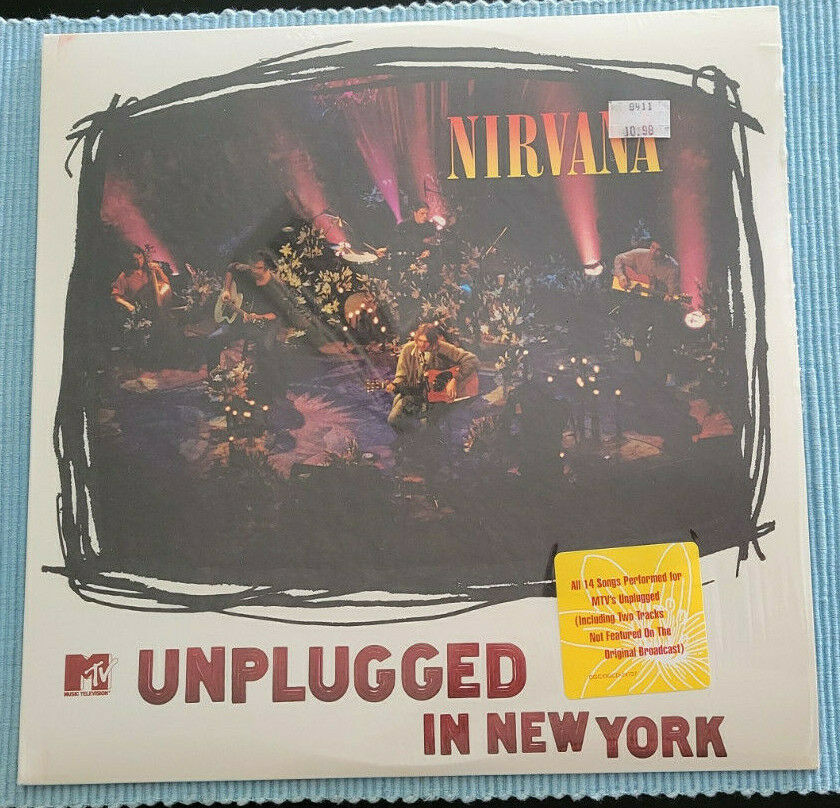 8411
10.98
NIRVANA
All 14 Songs Performed for
MTV's Unplugged
(Including Two Tracks
Not Featured On The
Original Broadcast)
MTV
MUSIC TELEVISION
UNPLUGGED
IN NEW YORK